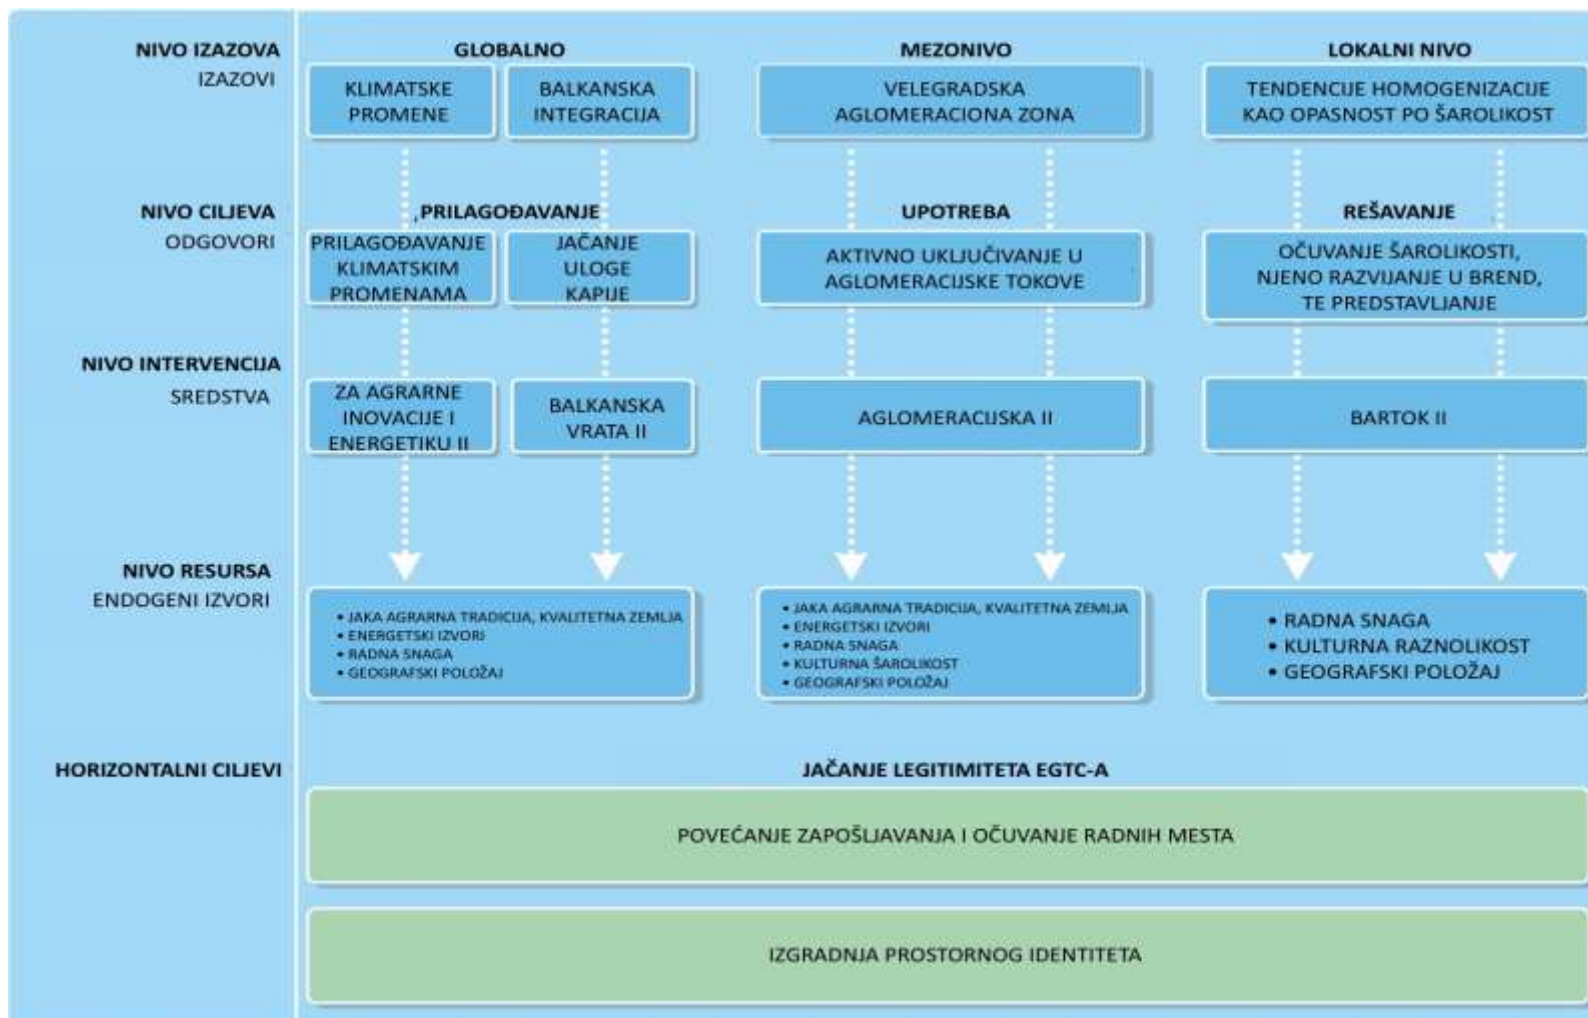 NIVO IZAZOVA
IZAZOVI
GLOBALNO
MEZONIVO
LOKALNI NIVO
KLIMATSKE
PROMENE
BALKANSKA
INTEGRACIJA
VELEGRADSKA
AGLOMERACIONA ZONA
TENDENCIJE HOMOGENIZACIJE
KAO OPASNOST PO ŠAROLIKOST
NIVO CILJEVA
ODGOVORI
PRILAGOĐAVANJE
UPOTREBA
REŠAVANJE
PRILAGOĐAVANJE
KLIMATSKIM
PROMENAMA
JAČANJE
ULOGE
KAPIJE
AKTIVNO UKLJUČIVANJE U
AGLOMERACIJSKE TOKOVE
OČUVANJE ŠAROLIKOSTI,
NJENO RAZVIJANJE U BREND,
TE PREDSTAVLJANJE
NIVO INTERVENCIJA
SREDSTVA
ZA AGRARNE
INOVACIJE I
ENERGETIKU II
BALKANSKA
VRATA II
AGLOMERACIJSKA II
BARTOK II
NIVO RESURSA
ENDOGENI IZVORI
• JAKA AGRARNA TRADICIJA, KVALITETNA ZEMLJA
• ENERGETSKI IZVORI
• RADNA SNAGA
• GEOGRAFSKI POLOŽAJ
• JAKA AGRARNA TRADICIJA, KVALITETNA ZEMLJA
• ENERGETSKI IZVORI
• RADNA SNAGA
• KULTURNA ŠAROLIKOST
• GEOGRAFSKI POLOŽAJ
• RADNA SNAGA
• KULTURNA RAZNOLIKOST
• GEOGRAFSKI POLOŽAJ
HORIZONTALNI CILJEVI
JAČANJE LEGITIMITETA EGTC-A
POVEĆANJE ZAPOŠLJAVANJA I OČUVANJE RADNIH MESTA
IZGRADNJA PROSTORNOG IDENTITETA